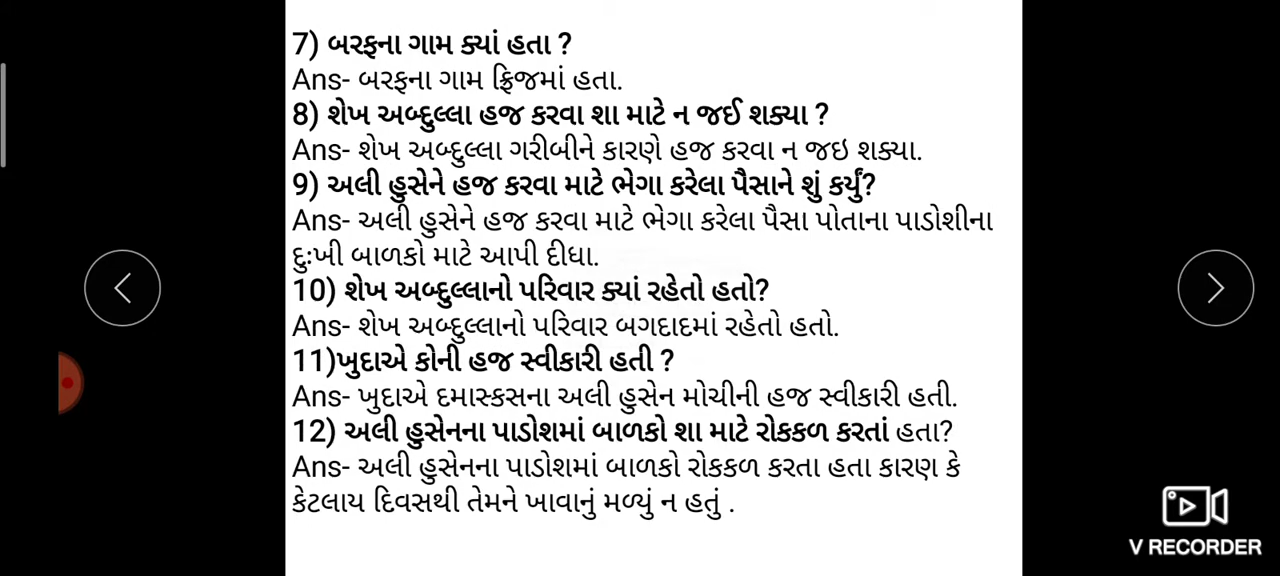 7) બરફના ગામ ક્યાં હતા ?
Ans- બરફના ગામ ફ્રિજમાં હતા.
8) શેખ અબ્દુલ્લા હજ કરવા શા માટે ન જઈ શક્યા ?
Ans- શેખ અબ્દુલ્લા ગરીબીને કારણે હજ કરવા ન જઇ શક્યા.
9) અલી હુસેને હજ કરવા માટે ભેગા કરેલા પૈસાને શું કર્યું?
Ans- અલી હુસેને હજ કરવા માટે ભેગા કરેલા પૈસા પોતાના પાડોશીના
દુઃખી બાળકો માટે આપી દીધા.
10) શેખ અબ્દુલ્લાનો પરિવાર ક્યાં રહેતો હતો?
Ans- શેખ અબ્દુલ્લાનો પરિવાર બગદાદમાં રહેતો હતો.
11)ખુદાએ કોની હજ સ્વીકારી હતી ?
Ans- ખુદાએ દમાસ્કસના અલી હુસેન મોચીની હજ સ્વીકારી હતી.
12) અલી હુસેનના પાડોશમાં બાળકો શા માટે રોકકળ કરતાં હતા?
Ans- અલી હુસેનના પાડોશમાં બાળકો રોકકળ કરતા હતા કારણ કે
કેટલાય દિવસથી તેમને ખાવાનું મળ્યું ન હતું .
V RECORDER